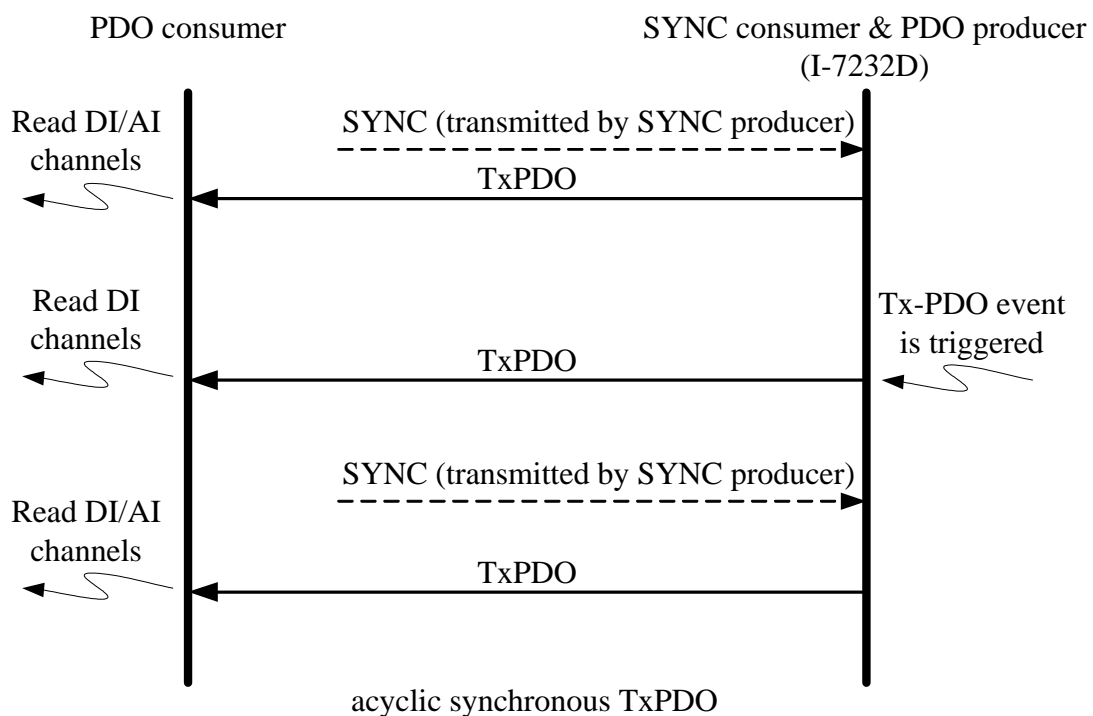 PDO consumer
SYNC consumer & PDO producer
(I-7232D)
Read DI/AI
channels
SYNC (transmitted by SYNC producer)
TxPDO
Read DI
channels
TxPDO
Tx-PDO event
is triggered
SYNC (transmitted by SYNC producer)
Read DI/AI
channels
TxPDO
acyclic synchronous TxPDO